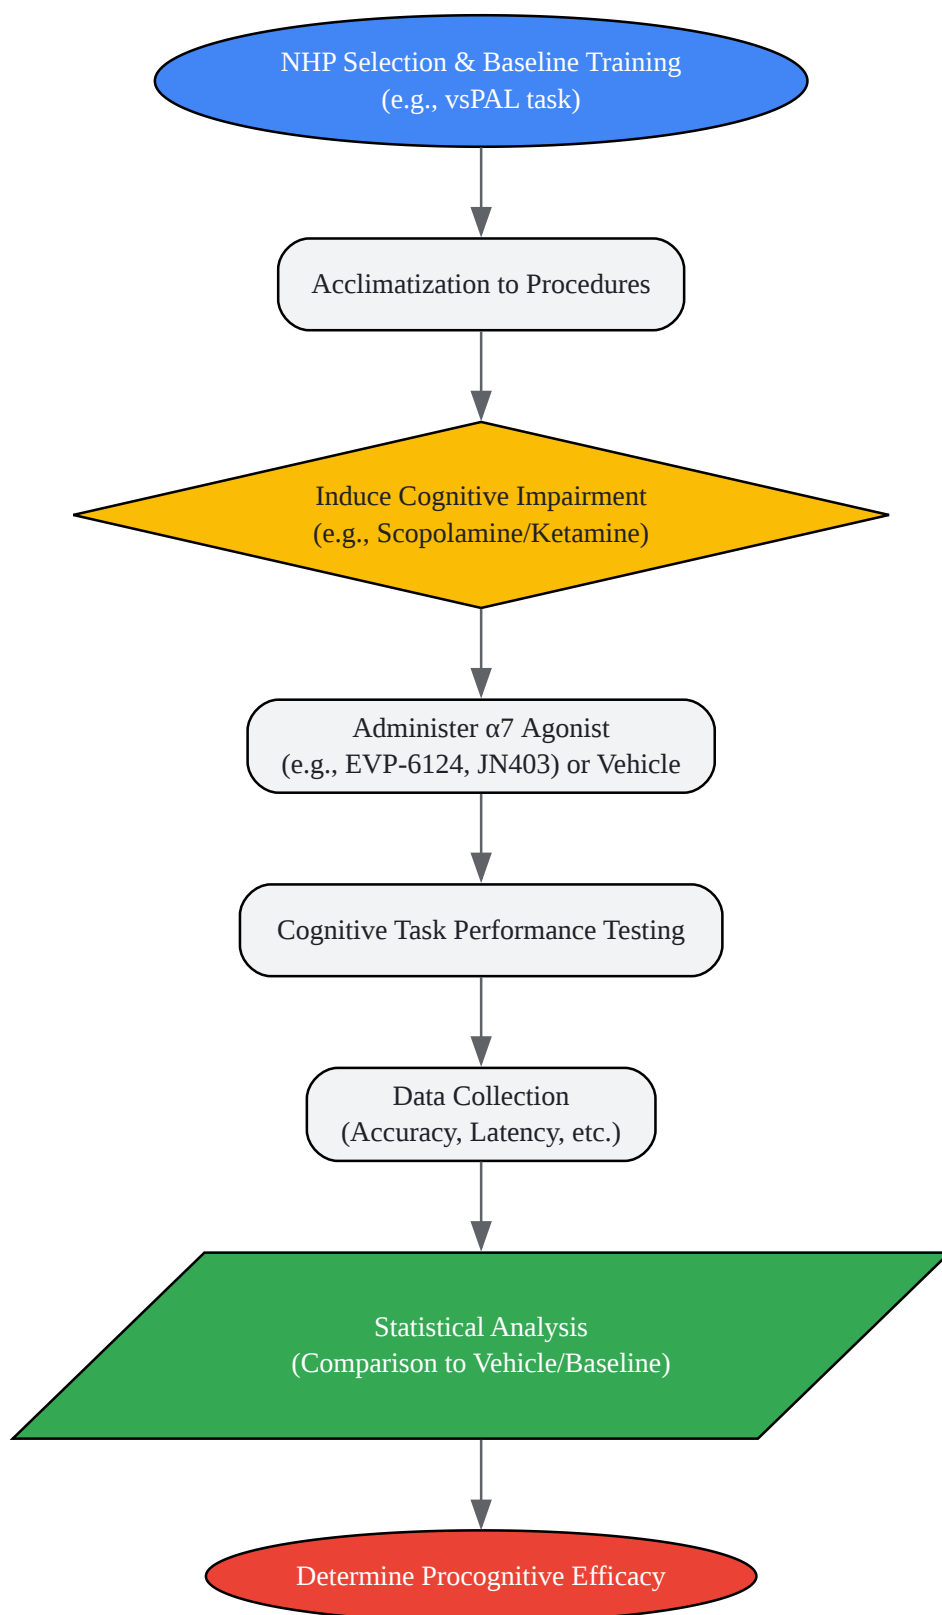 NHP Selection & Baseline Training
(e.g., vsPAL task)
Acclimatization to Procedures
Induce Cognitive Impairment
(e.g., Scopolamine/Ketamine)
Administer α7 Agonist
(e.g., EVP-6124, JN403) or Vehicle
Cognitive Task Performance Testing
Data Collection
(Accuracy, Latency, etc.)
Statistical Analysis
(Comparison to Vehicle/Baseline)
Determine Procognitive Efficacy